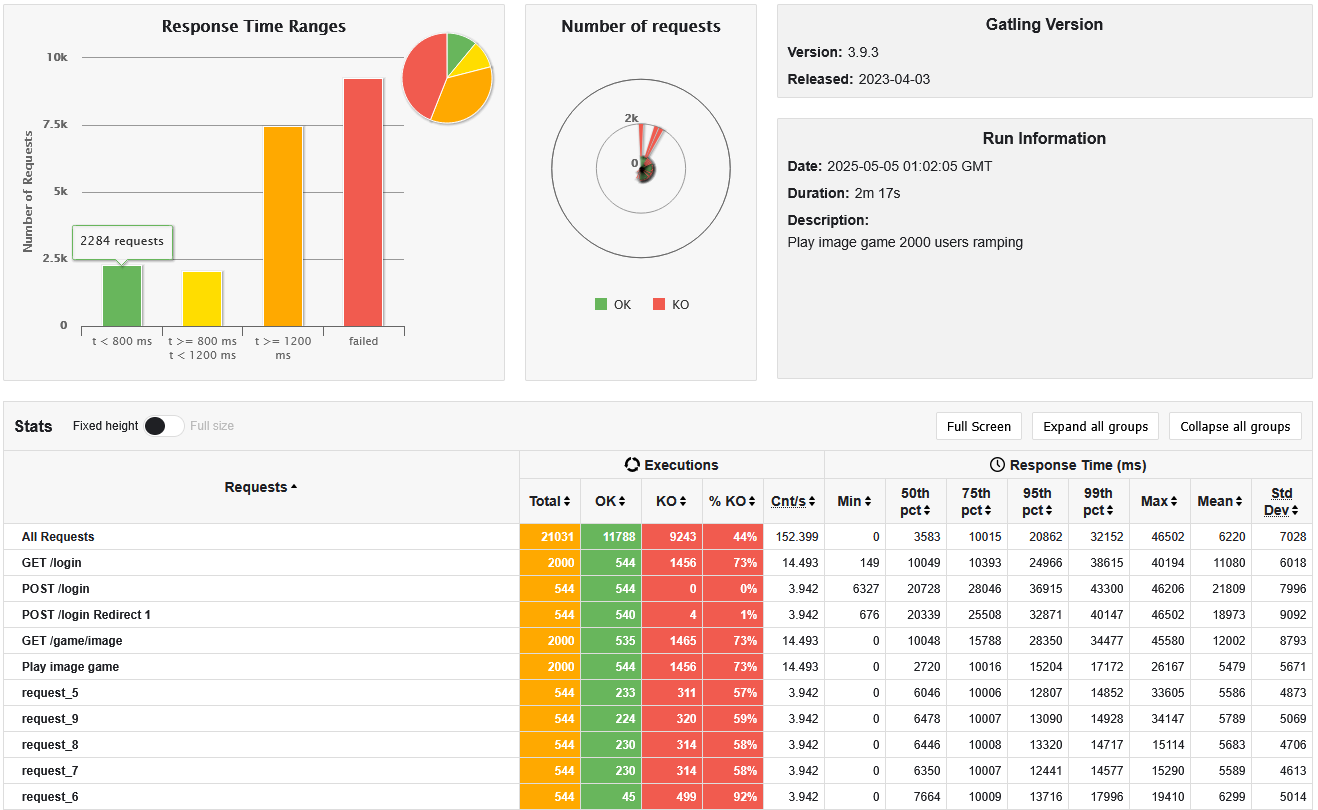 Response Time Ranges
Number of Requests
10k
7.5k
5k
2.5k
0
2284 requests
t < 800 ms
t >= 800 ms
t < 1200 ms
t >= 1200
ms
failed
Number of requests
2k
0
OK
KO
Gatling Version
Version: 3.9.3
Released: 2023-04-03
Run Information
Date: 2025-05-05 01:02:05 GMT
Duration: 2m 17s
Description:
Play image game 2000 users ramping
Stats Fixed height Full size Full Screen Expand all groups Collapse all groups
Requests Executions Response Time (ms)
Total OK KO % KO Cnt/s Min 50th pct 75th pct 95th pct 99th pct Max Mean Std Dev
All Requests 21031 11788 9243 44% 152.399 0 3583 10015 20862 32152 46502 6220 7028
GET /login 2000 544 1456 73% 14.493 149 10049 10393 24966 38615 40194 11080 6018
POST /login 544 544 0 0% 3.942 6327 20728 28046 36915 43300 46206 21809 7996
POST /login Redirect 1 544 540 4 1% 3.942 676 20339 25508 32871 40147 46502 18973 9092
GET /game/image 2000 535 1465 73% 14.493 0 10048 15788 28350 34477 45580 12002 8793
Play image game 2000 544 1456 73% 14.493 0 2720 10016 15204 17172 26167 5479 5671
request_5 544 233 311 57% 3.942 0 6046 10006 12807 14852 33605 5586 4873
request_9 544 224 320 59% 3.942 0 6478 10007 13090 14928 34147 5789 5069
request_8 544 230 314 58% 3.942 0 6446 10008 13320 14717 15114 5683 4706
request_7 544 230 314 58% 3.942 0 6350 10007 12441 14577 15290 5589 4613
request_6 544 45 499 92% 3.942 0 7664 10009 13716 17996 19410 6299 5014